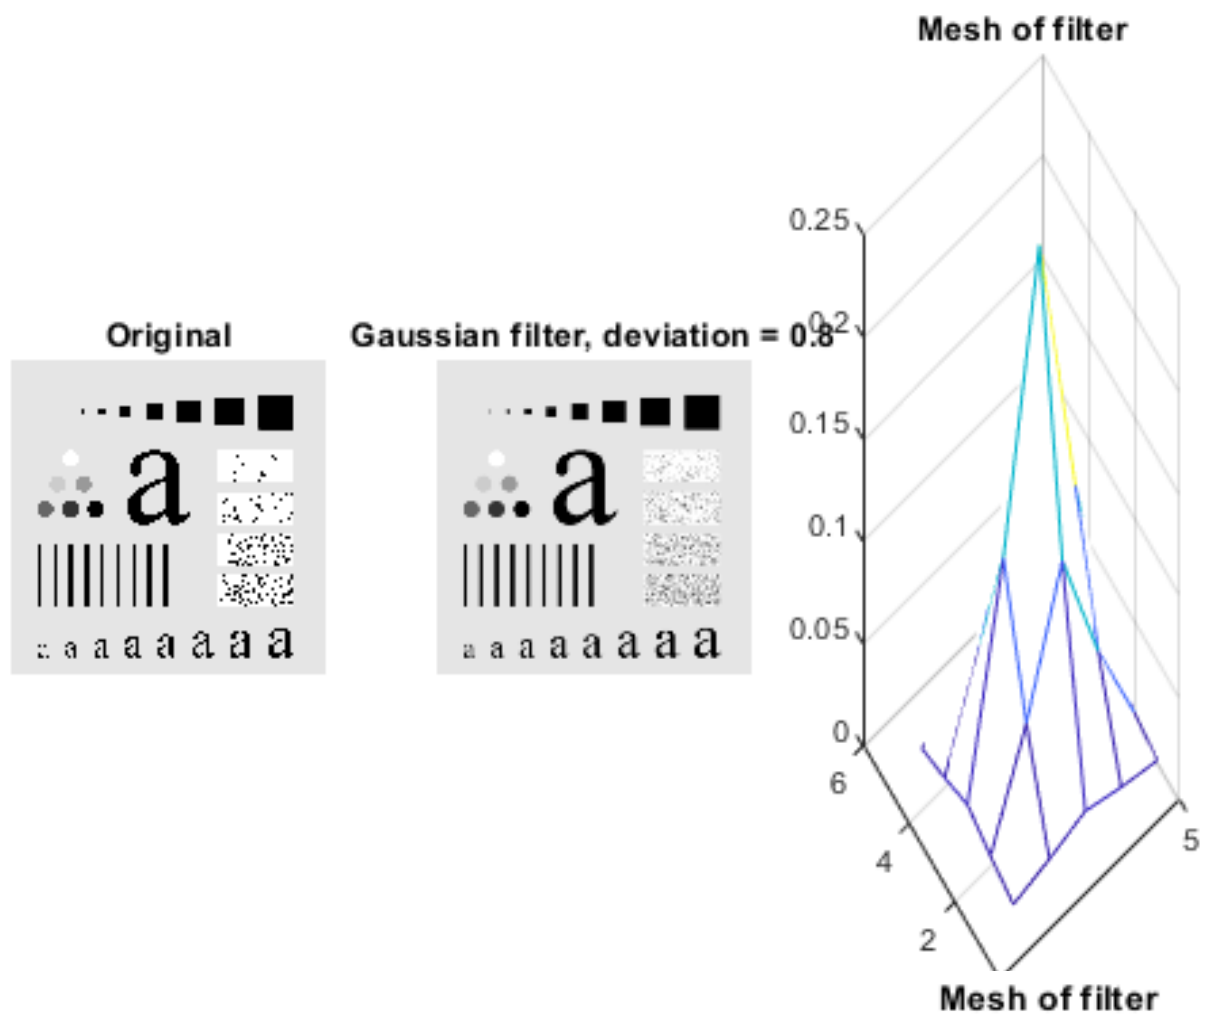 Mesh of filter
Original
Gaussian filter, deviation = 0.8
a
a
a a a a a a a
a
a
a a a a a a a a
0.25
0.2
0.15
0.1
0.05
0
6
4
2
5
Mesh of filter